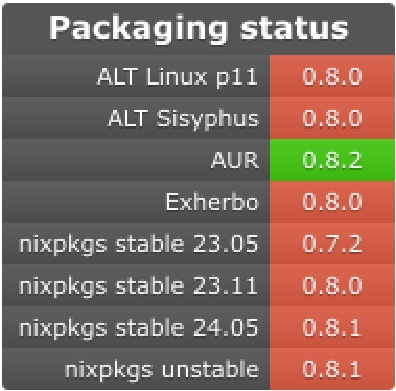 Packaging status
ALT Linux p11 0.8.0
ALT Sisyphus 0.8.0
AUR 0.8.2
Exherbo 0.8.0
nixpkgs stable 23.05 0.7.2
nixpkgs stable 23.11 0.8.0
nixpkgs stable 24.05 0.8.1
nixpkgs unstable 0.8.1